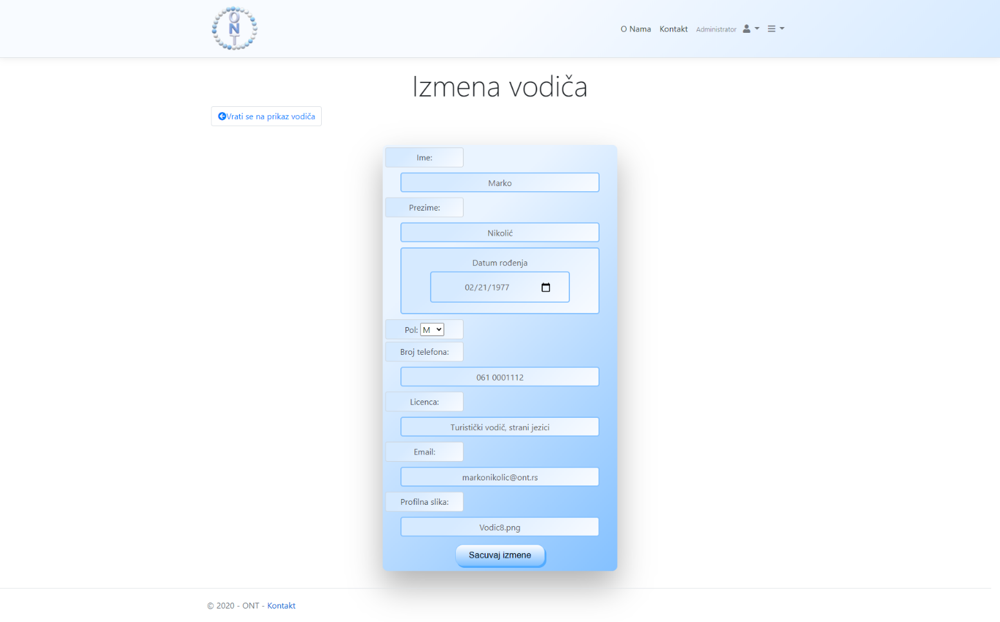 ONT
O Nama Kontakt Administrator
Izmena vodiča
Vrati se na prikaz vodiča
Ime:
Marko
Prezime:
Nikolić
Datum rođenja
02/21/1977
Pol: M
Broj telefona:
061 0001112
Licenca:
Turistički vodič, strani jezici
Email:
markonikolic@ont.rs
Profilna slika:
Vodic8.png
Sacuvaj izmene
© 2020 - ONT - Kontakt